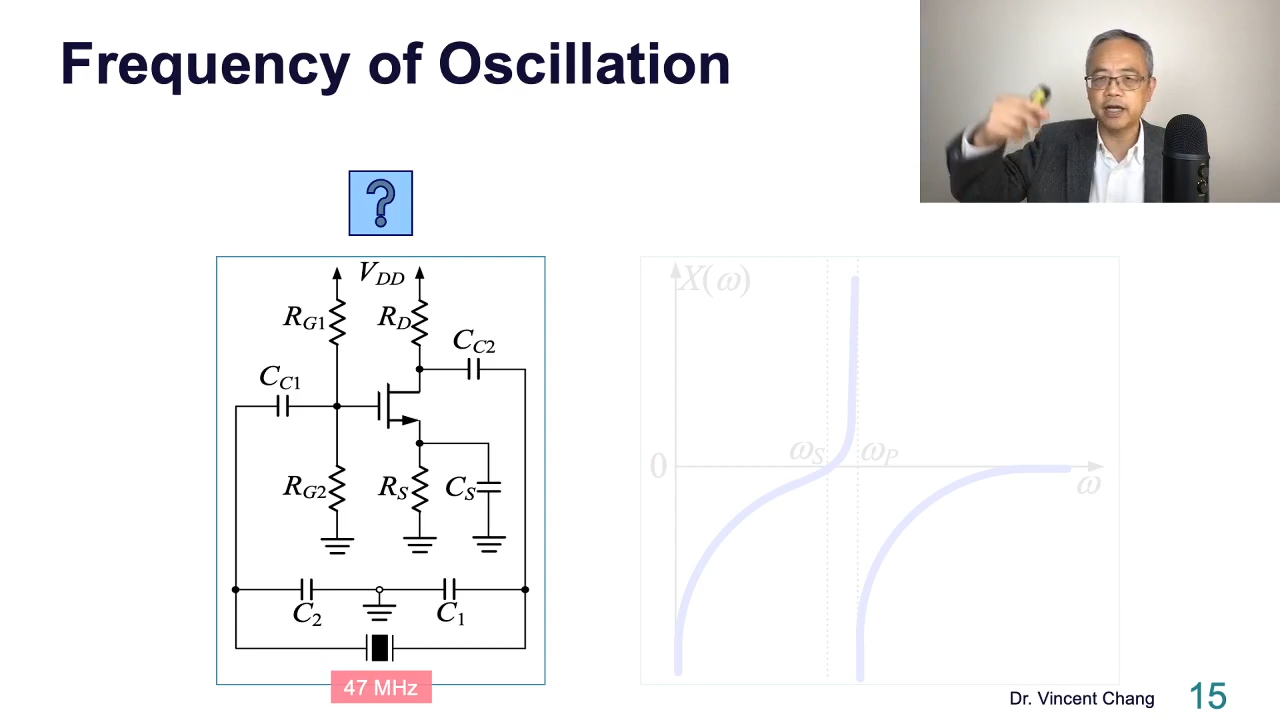 Frequency of Oscillation
?
V_DD
R_G1
R_D
C_C2
C_C1
R_G2
R_S
C_S
C_2
C_1
47 MHz
X(ω)
ω_S
ω_P
0
ω
Dr. Vincent Chang
15